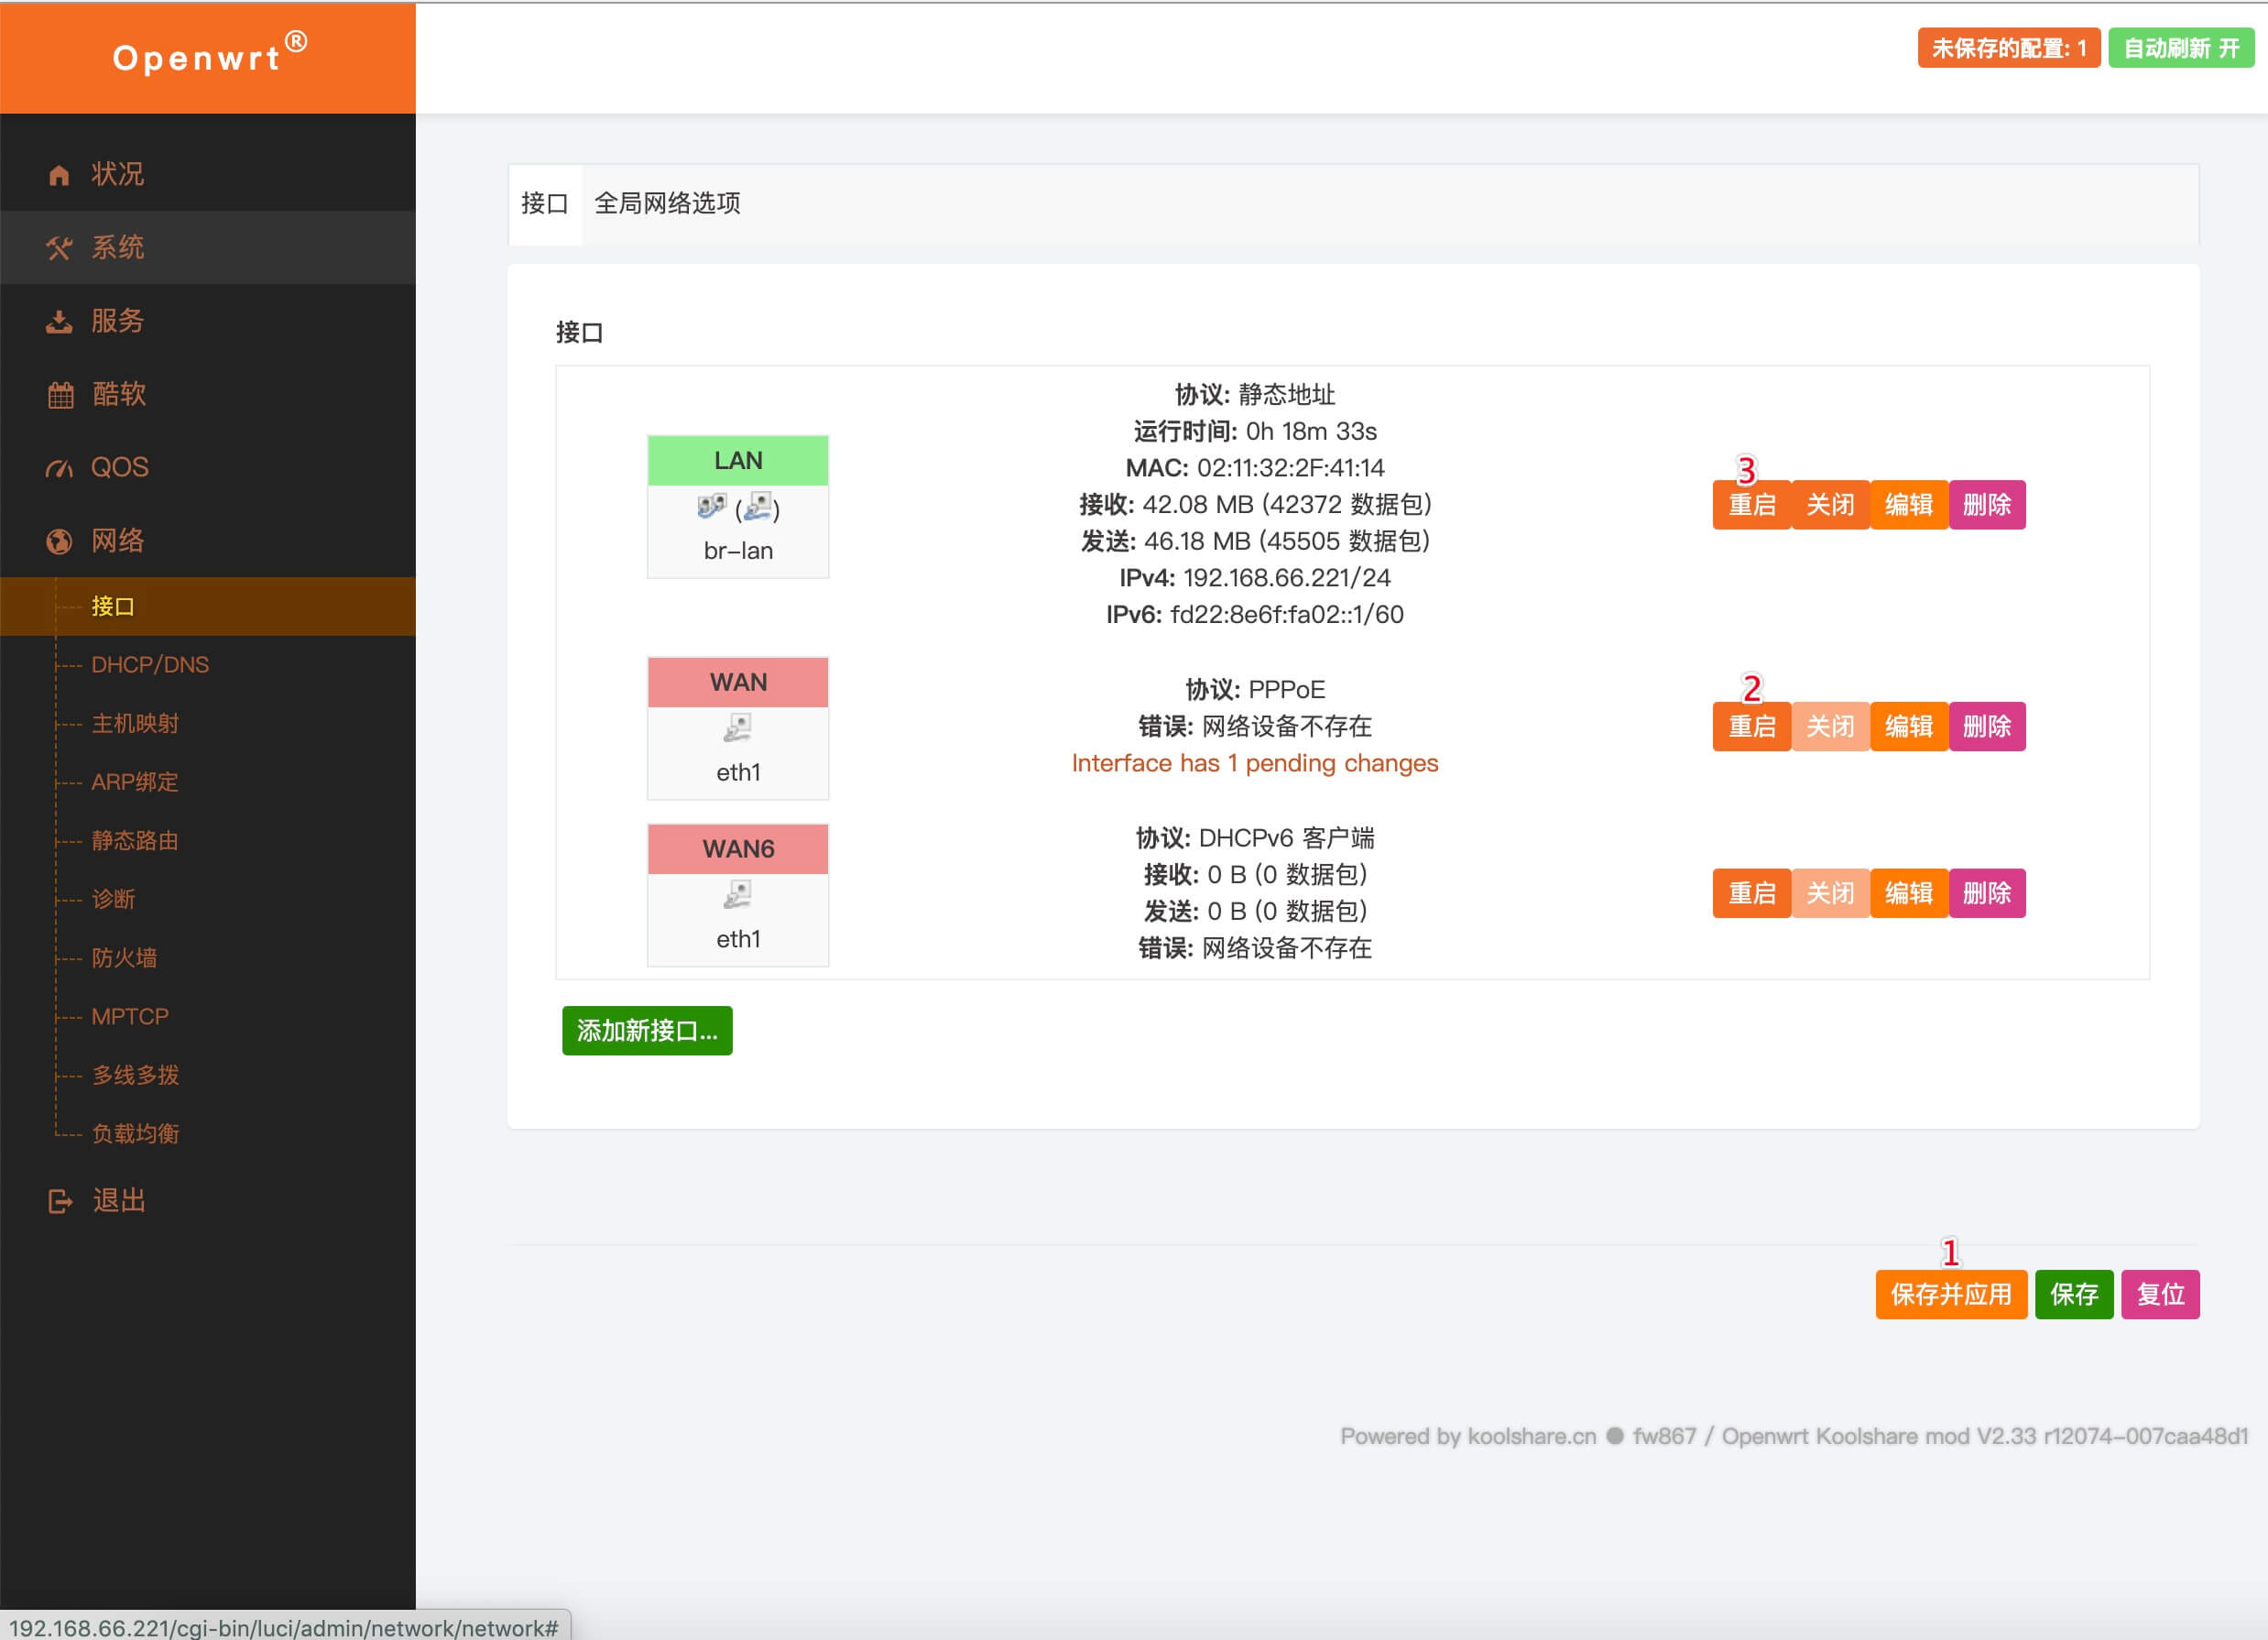 Openwrt®
未保存的配置: 1
自动刷新 开
状况
系统
服务
酷软
QOS
网络
接口
DHCP/DNS
主机映射
ARP绑定
静态路由
诊断
防火墙
MPTCP
多线多拨
负载均衡
退出
接口 全局网络选项
接口
LAN
( )
br-lan
协议: 静态地址
运行时间: 0h 18m 33s
MAC: 02:11:32:2F:41:14
接收: 42.08 MB (42372 数据包)
发送: 46.18 MB (45505 数据包)
IPv4: 192.168.66.221/24
IPv6: fd22:8e6f:fa02::1/60
3
重启 关闭 编辑 删除
WAN
eth1
协议: PPPoE
错误: 网络设备不存在
Interface has 1 pending changes
2
重启 关闭 编辑 删除
WAN6
eth1
协议: DHCPv6 客户端
接收: 0 B (0 数据包)
发送: 0 B (0 数据包)
错误: 网络设备不存在
重启 关闭 编辑 删除
添加新接口...
1
保存并应用 保存 复位
Powered by koolshare.cn ● fw867 / Openwrt Koolshare mod V2.33 r12074-007caa48d1
192.168.66.221/cgi-bin/luci/admin/network/network#